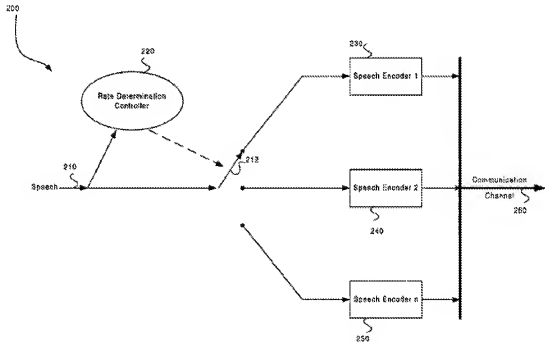 200
220
Rate Determination
Controller
210
Speech
212
230
Speech Encoder 1
Speech Encoder 2
240
Speech Encoder n
250
Communication
Channel
260